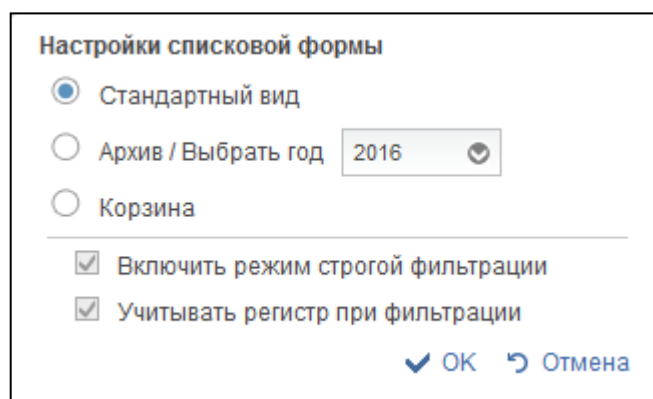 Настройки списковой формы
Стандартный вид
Архив / Выбрать год 2016
Корзина
Включить режим строгой фильтрации
Учитывать регистр при фильтрации
OK Отмена